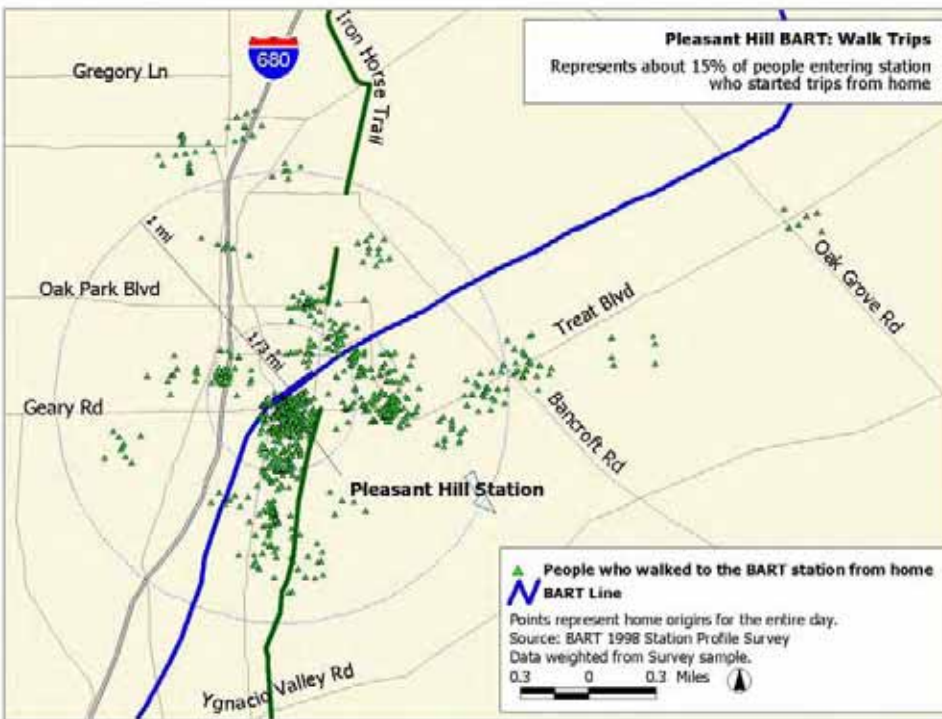 Pleasant Hill BART: Walk Trips
Represents about 15% of people entering station
who started trips from home
Iron Horse Trail
680
Gregory Ln
1 mi
Oak Park Blvd
Oak Grove Rd
Treat Blvd
1/3 mi
Geary Rd
Bancroft Rd
Pleasant Hill Station
People who walked to the BART station from home
BART Line
Points represent home origins for the entire day.
Source: BART 1998 Station Profile Survey
Data weighted from Survey sample.
0.3 0 0.3 Miles
Ygnacio Valley Rd